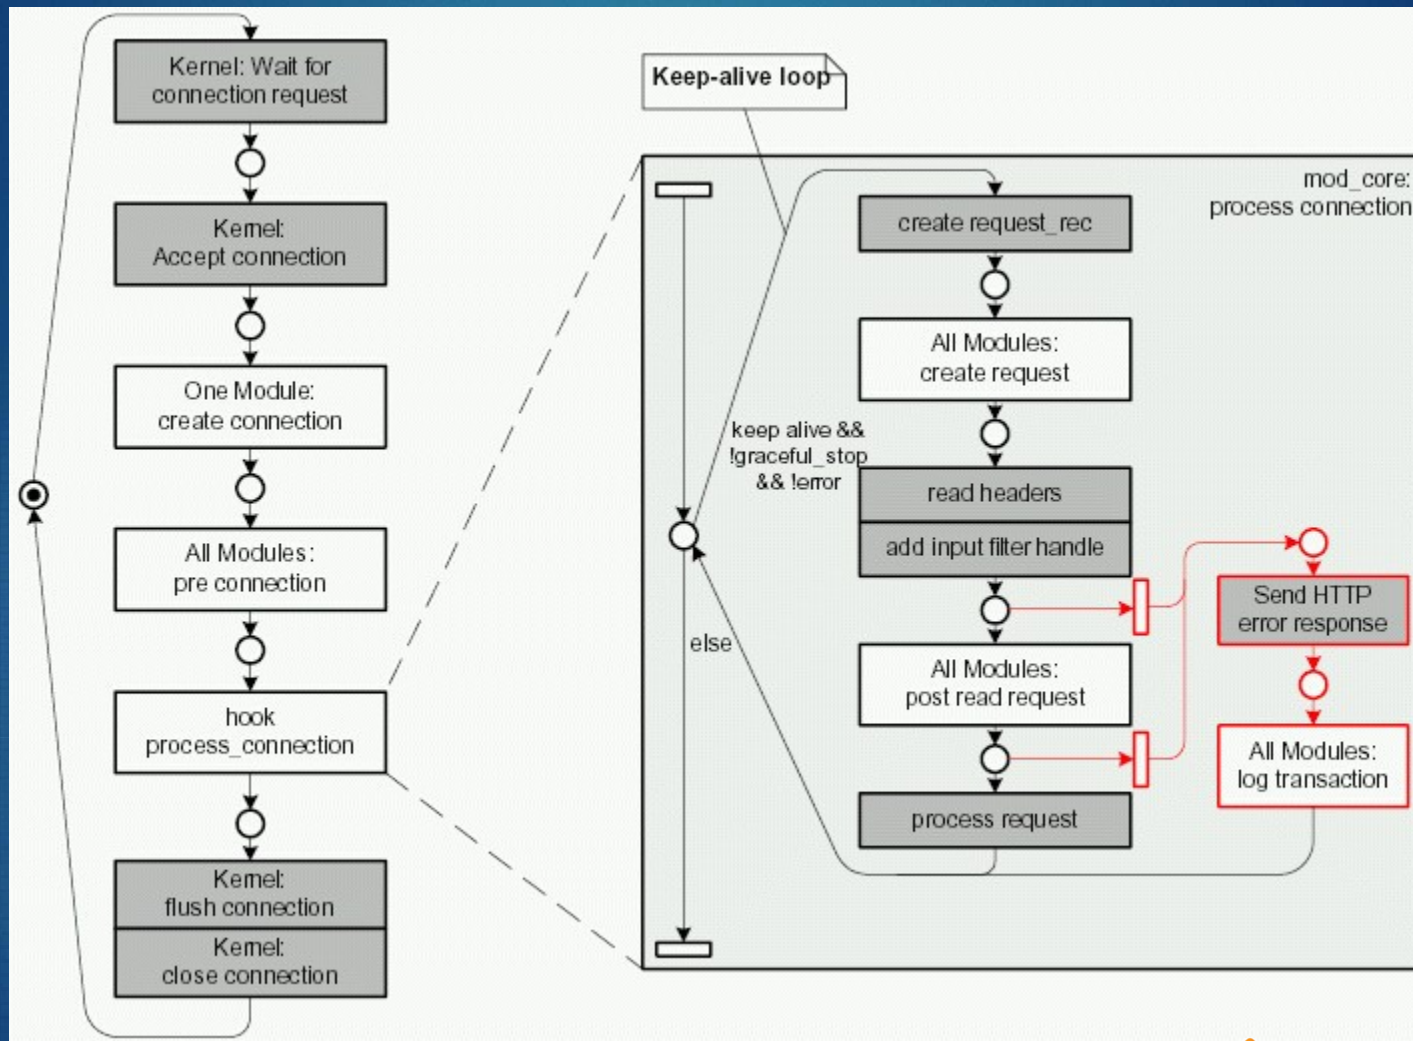 Kernel: Wait for
connection request
Kernel:
Accept connection
One Module:
create connection
All Modules:
pre connection
hook
process_connection
Kernel:
flush connection
Kernel:
close connection
Keep-alive loop
mod_core:
process connection
create request_rec
All Modules:
create request
keep alive &&
!graceful_stop
&& !error
read headers
add input filter handle
else
All Modules:
post read request
process request
Send HTTP
error response
All Modules:
log transaction